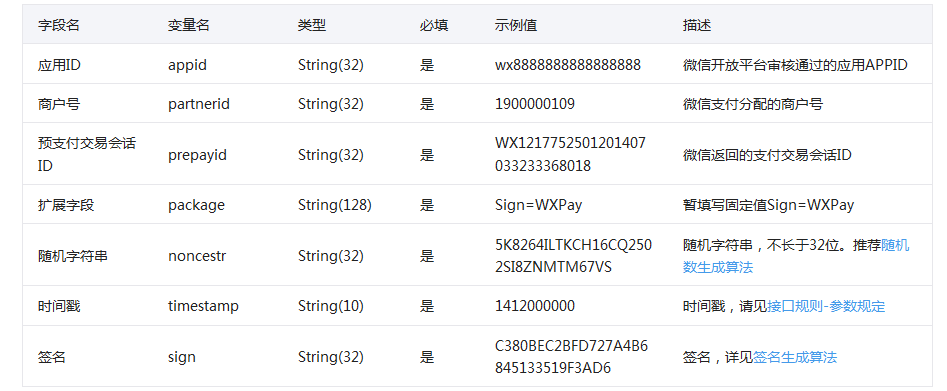 字段名 变量名 类型 必填 示例值 描述
应用ID appid String(32) 是 wx8888888888888888 微信开放平台审核通过的应用APPID
商户号 partnerid String(32) 是 1900000109 微信支付分配的商户号
预支付交易会话
ID prepayid String(32) 是 WX1217752501201407
033233368018 微信返回的支付交易会话ID
扩展字段 package String(128) 是 Sign=WXPay 暂填写固定值Sign=WXPay
随机字符串 noncestr String(32) 是 5K8264ILTKCH16CQ250
2SI8ZNMTM67VS 随机字符串，不长于32位。推荐随机
数生成算法
时间戳 timestamp String(10) 是 1412000000 时间戳，请见接口规则-参数规定
签名 sign String(32) 是 C380BEC2BFD727A4B6
845133519F3AD6 签名，详见签名生成算法